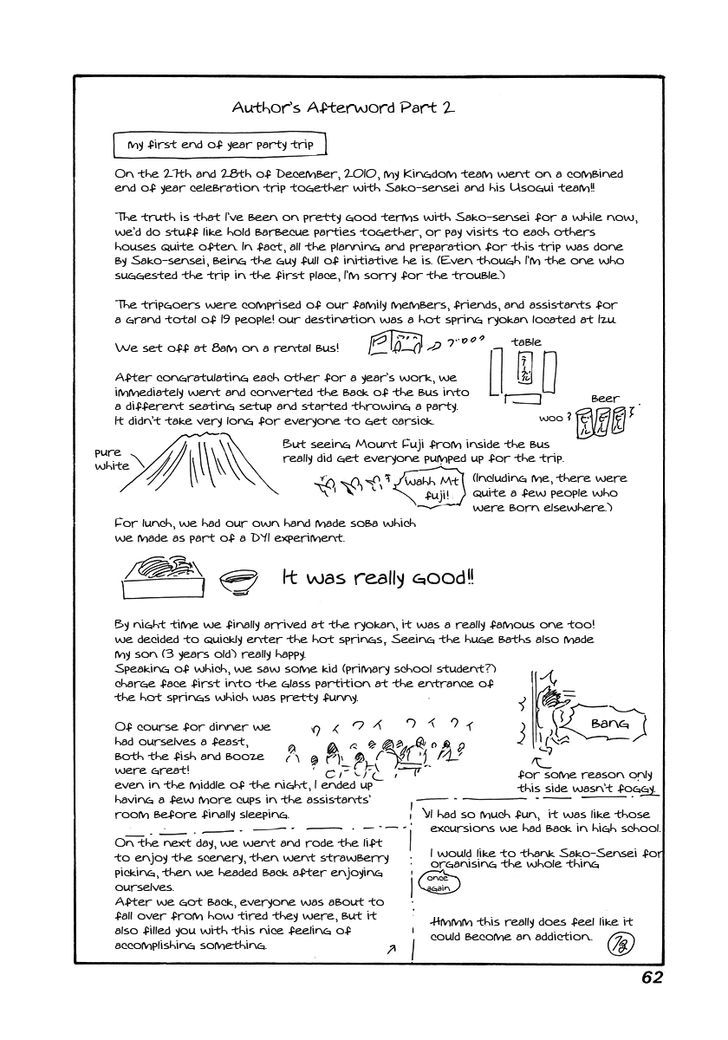 Author's Afterword Part 2
My first end of year party trip
On the 27th and 28th of December, 2010, my Kingdom team went on a combined
end of year celebration trip together with Sako-sensei and his Usogui team!!
The truth is that I've been on pretty good terms with Sako-sensei for a while now,
we'd do stuff like hold barbecue parties together, or pay visits to each others
houses quite often. In fact, all the planning and preparation for this trip was done
by Sako-sensei, being the guy full of initiative he is. (Even though I'm the one who
suggested the trip in the first place, I'm sorry for the trouble.)
The tripgoers were comprised of our family members, friends, and assistants for
a grand total of 19 people! our destination was a hot spring ryokan located at Izu
We set off at 8am on a rental bus!
table
After congratulating each other for a year's work, we
immediately went and converted the back of the bus into
a different seating setup and started throwing a party.
It didn't take very long for everyone to get carsick.
Beer
woo?
pure
white
But seeing Mount Fuji from inside the bus
really did get everyone pumped up for the trip.
Wahh Mt
fuji!
(Including me, there were
quite a few people who
were born elsewhere.)
For lunch, we had our own hand made soba which
we made as part of a DYI experiment.
It was really good!!
By night time we finally arrived at the ryokan, it was a really famous one too!
we decided to quickly enter the hot springs, Seeing the huge baths also made
my son (3 years old) really happy.
Speaking of which, we saw some kid (primary school student?)
charge face first into the glass partition at the entrance of
the hot springs which was pretty funny.
Bang
for some reason only
this side wasn't foggy.
Of course for dinner we
had ourselves a feast,
Both the fish and booze
were great!
even in the middle of the night, I ended up
having a few more cups in the assistants'
room before finally sleeping.
ワイワイワイワイ
On the next day, we went and rode the lift
to enjoy the scenery, then went strawberry
picking, then we headed back after enjoying
ourselves.
After we got back, everyone was about to
fall over from how tired they were, but it
also filled you with this nice feeling of
accomplishing something.
I had so much fun, it was like those
excursions we had back in high school.
I would like to thank Sako-Sensei for
organising the whole thing
once
again
Hmmm this really does feel like it
could become an addiction.
62